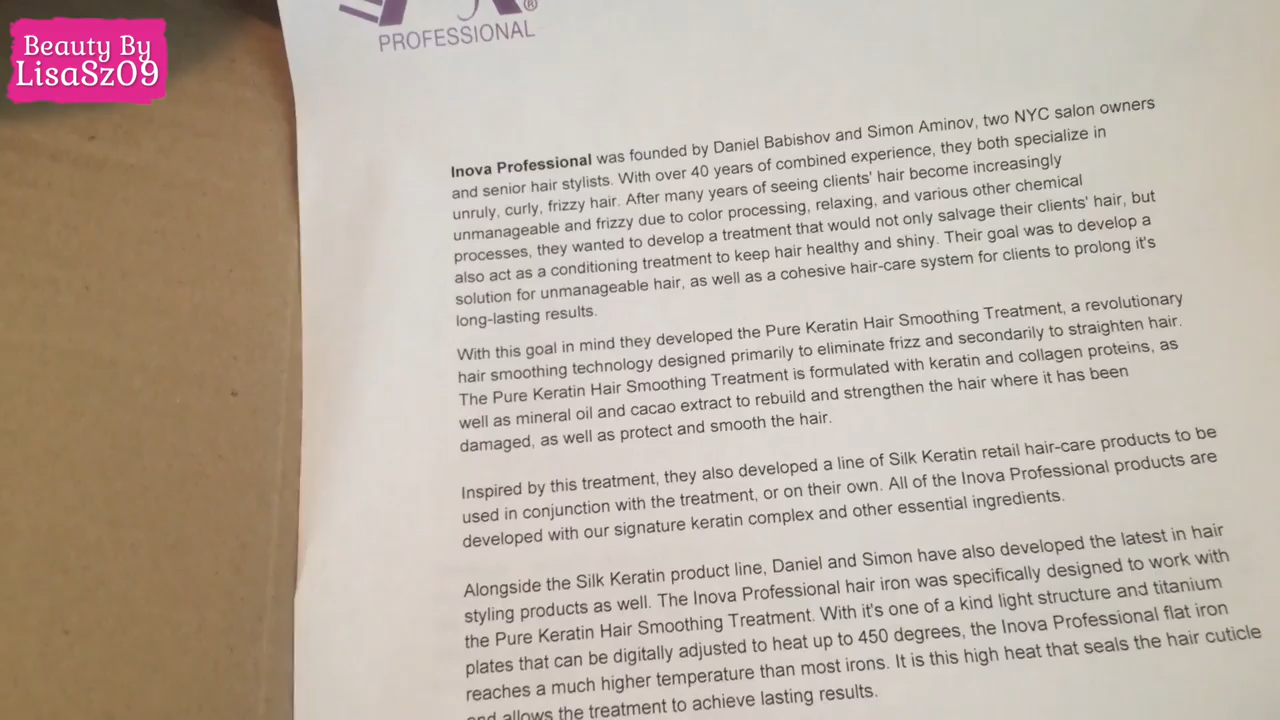 Beauty By
LisaSz09
®
PROFESSIONAL
Inova Professional was founded by Daniel Babishov and Simon Aminov, two NYC salon owners
and senior hair stylists. With over 40 years of combined experience, they both specialize in
unruly, curly, frizzy hair. After many years of seeing clients' hair become increasingly
unmanageable and frizzy due to color processing, relaxing, and various other chemical
processes, they wanted to develop a treatment that would not only salvage their clients' hair, but
also act as a conditioning treatment to keep hair healthy and shiny. Their goal was to develop a
solution for unmanageable hair, as well as a cohesive hair-care system for clients to prolong it's
long-lasting results.
With this goal in mind they developed the Pure Keratin Hair Smoothing Treatment, a revolutionary
hair smoothing technology designed primarily to eliminate frizz and secondarily to straighten hair.
The Pure Keratin Hair Smoothing Treatment is formulated with keratin and collagen proteins, as
well as mineral oil and cacao extract to rebuild and strengthen the hair where it has been
damaged, as well as protect and smooth the hair.
Inspired by this treatment, they also developed a line of Silk Keratin retail hair-care products to be
used in conjunction with the treatment, or on their own. All of the Inova Professional products are
developed with our signature keratin complex and other essential ingredients.
Alongside the Silk Keratin product line, Daniel and Simon have also developed the latest in hair
styling products as well. The Inova Professional hair iron was specifically designed to work with
the Pure Keratin Hair Smoothing Treatment. With it's one of a kind light structure and titanium
plates that can be digitally adjusted to heat up to 450 degrees, the Inova Professional flat iron
reaches a much higher temperature than most irons. It is this high heat that seals the hair cuticle
and allows the treatment to achieve lasting results.